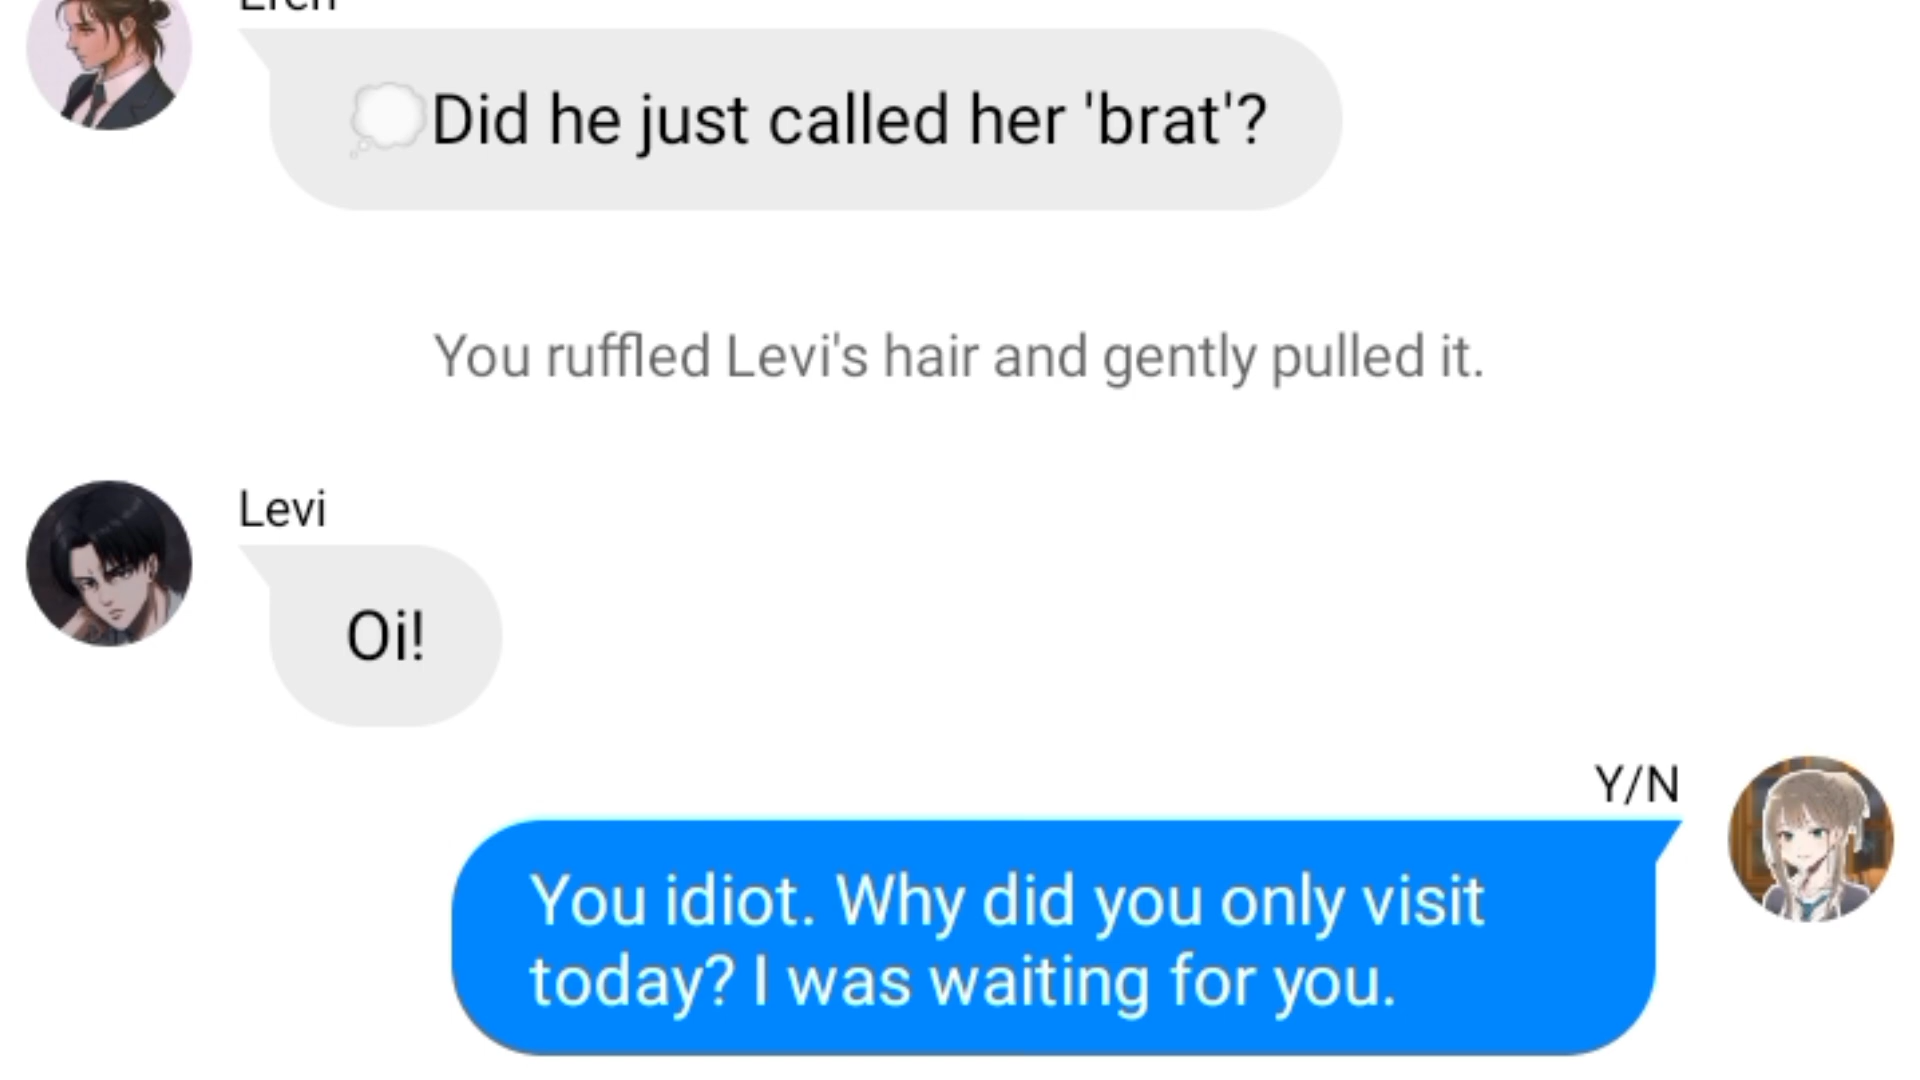 Eren
💭Did he just called her 'brat'?
You ruffled Levi's hair and gently pulled it.
Levi
Oi!
Y/N
You idiot. Why did you only visit
today? I was waiting for you.